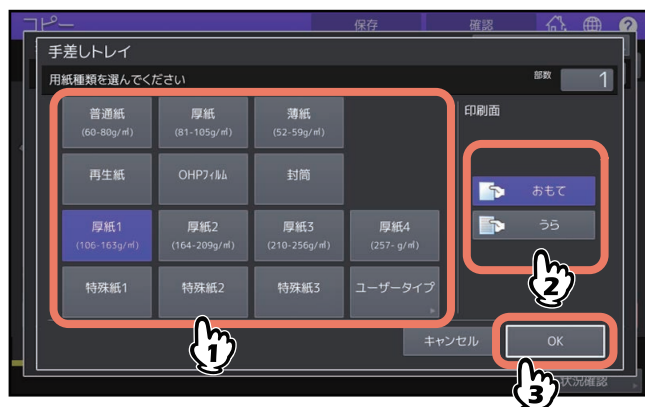 コピー
保存
確認
?
手差しトレイ
用紙種類を選んでください
部数
1
普通紙
(60-80g/㎡)
厚紙
(81-105g/㎡)
薄紙
(52-59g/㎡)
印刷面
再生紙
OHPフィルム
封筒
おもて
厚紙1
(106-163g/㎡)
厚紙2
(164-209g/㎡)
厚紙3
(210-256g/㎡)
厚紙4
(257- g/㎡)
うら
特殊紙1
特殊紙2
特殊紙3
ユーザータイプ
2
1
キャンセル
OK
3
状況確認